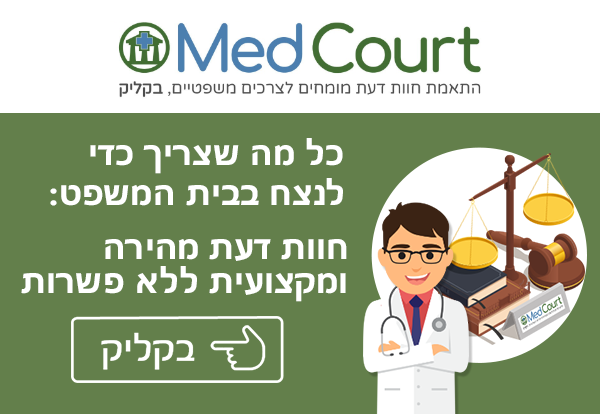 MedCourt
התאמת חוות דעת מומחים לצרכים משפטיים, בקליק
כל מה שצריך כדי
לנצח בבית המשפט:
חוות דעת מהירה
ומקצועית ללא פשרות
בקליק
MedCourt